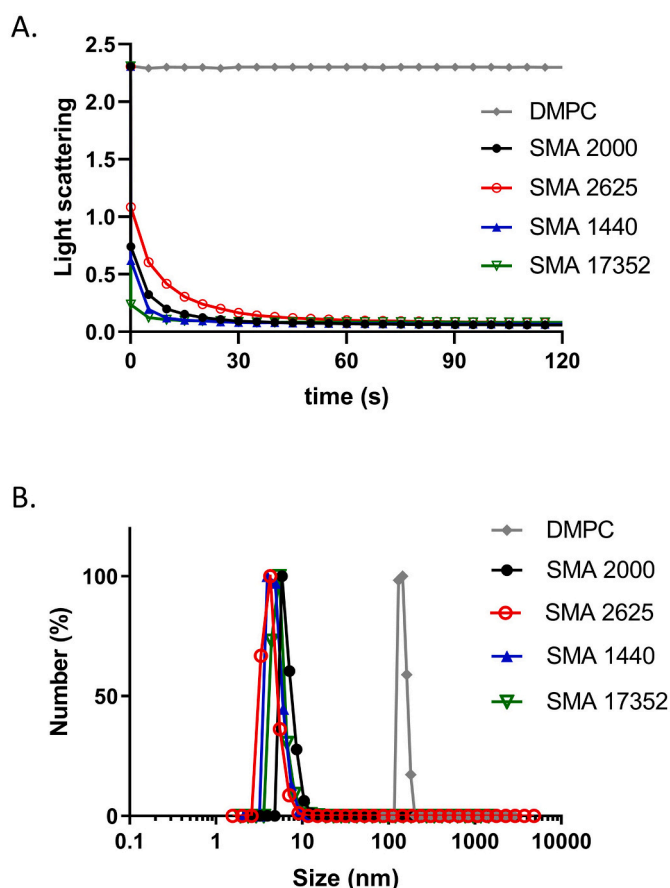 A.
2.5
2.0
1.5
1.0
0.5
0.0
Light scattering
0 30 60 90 120
time (s)
DMPC
SMA 2000
SMA 2625
SMA 1440
SMA 17352
B.
100
50
0
Number (%)
0.1 1 10 100 1000 10000
Size (nm)
DMPC
SMA 2000
SMA 2625
SMA 1440
SMA 17352